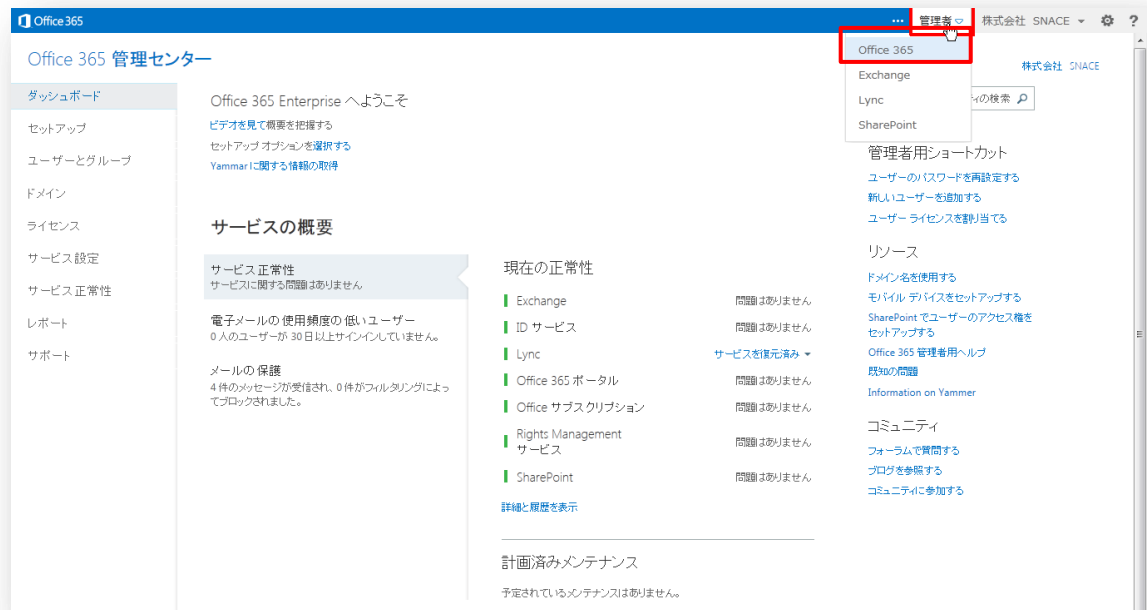 Office 365
··· 管理者 株式会社 SNACE ?
Office 365 管理センター
Office 365
Exchange
Lync
SharePoint
株式会社 SNACE
ィの検索
ダッシュボード
セットアップ
ユーザーとグループ
ドメイン
ライセンス
サービス設定
サービス正常性
レポート
サポート
Office 365 Enterprise へようこそ
ビデオを見て概要を把握する
セットアップ オプションを選択する
Yammarに関する情報の取得
サービスの概要
サービス正常性
サービスに関する問題はありません
電子メールの使用頻度の低いユーザー
0 人のユーザーが 30 日以上サインインしていません。
メールの保護
4 件のメッセージが受信され、0 件がフィルタリングによっ
てブロックされました。
現在の正常性
Exchange 問題はありません
ID サービス 問題はありません
Lync サービスを復元済み
Office 365 ポータル 問題はありません
Office サブスクリプション 問題はありません
Rights Management
サービス 問題はありません
SharePoint 問題はありません
詳細と履歴を表示
計画済みメンテナンス
予定されているメンテナンスはありません。
管理者用ショートカット
ユーザーのパスワードを再設定する
新しいユーザーを追加する
ユーザー ライセンスを割り当てる
リソース
ドメイン名を使用する
モバイル デバイスをセットアップする
SharePoint でユーザーのアクセス権を
セットアップする
Office 365 管理者用ヘルプ
既知の問題
Information on Yammer
コミュニティ
フォーラムで質問する
ブログを参照する
コミュニティに参加する